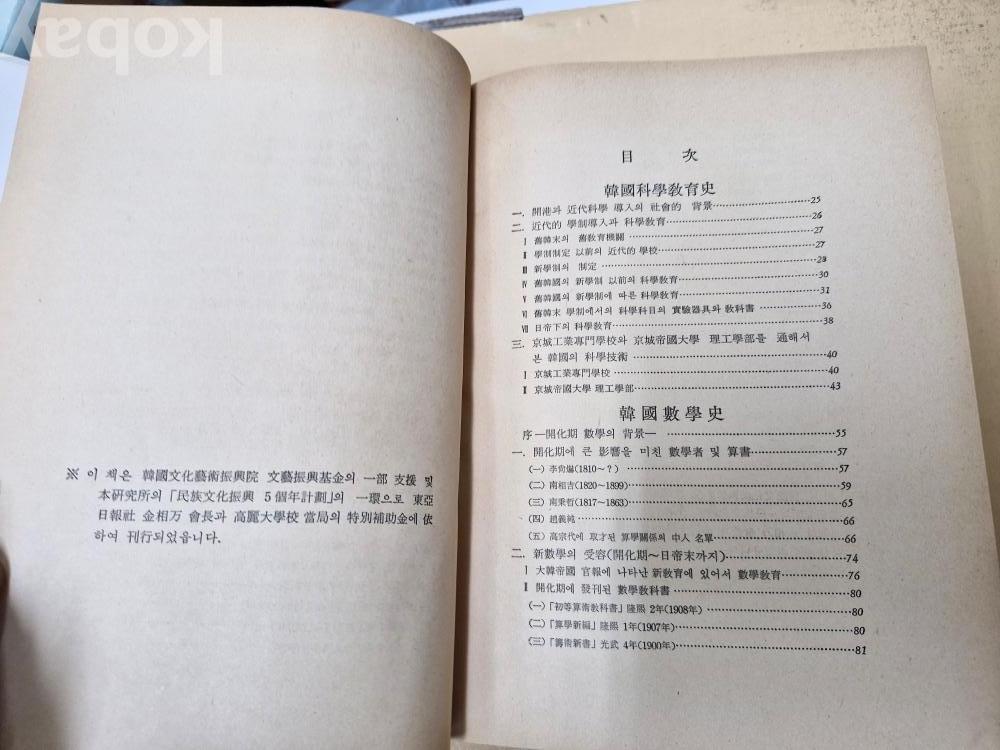 kobay
※ 이 책은 韓國文化藝術振興院 文藝振興基金의 一部 支援 및
本硏究所의 「民族文化振興 5個年計劃」의 一環으로 東亞
日報社 金相万 會長과 高麗大學校 當局의 特別補助金에 依
하여 刊行되었읍니다.
目 次
韓國科學敎育史
一. 開港과 近代科學 導入의 社會的 背景 25
二. 近代的 學制導入과 科學敎育 26
Ⅰ 舊韓末의 舊敎育機關 27
Ⅱ 學制制定 以前의 近代的 學校 27
Ⅲ 新學制의 制定 28
Ⅳ 舊韓國의 新學制 以前의 科學敎育 30
Ⅴ 舊韓國의 新學制에 따른 科學敎育 31
Ⅵ 舊韓末 學制에서의 科學科目의 實驗器具와 敎科書 36
Ⅶ 日帝下의 科學敎育 38
三. 京城工業專門學校와 京城帝國大學 理工學部를 通해서
본 韓國의 科學技術 40
Ⅰ 京城工業專門學校 40
Ⅱ 京城帝國大學 理工學部 43
韓國數學史
序—開化期 數學의 背景— 55
一. 開化期에 큰 影響을 미친 數學者 및 算書 57
(一) 李尙爀(1810～?) 57
(二) 南相吉(1820～1899) 59
(三) 南秉哲(1817～1863) 65
(四) 趙義純 66
(五) 高宗代에 取才된 算學關係의 中人 名單 66
二. 新數學의 受容(開化期～日帝末까지) 74
Ⅰ 大韓帝國 官報에 나타난 新敎育에 있어서 數學敎育 76
Ⅱ 開化期에 發刊된 數學敎科書 80
(一) 「初等算術敎科書」隆熙 2年(1908年) 80
(二) 「算學新編」隆熙 1年(1907年) 80
(三) 「籌術新書」光武 4年(1900年) 81